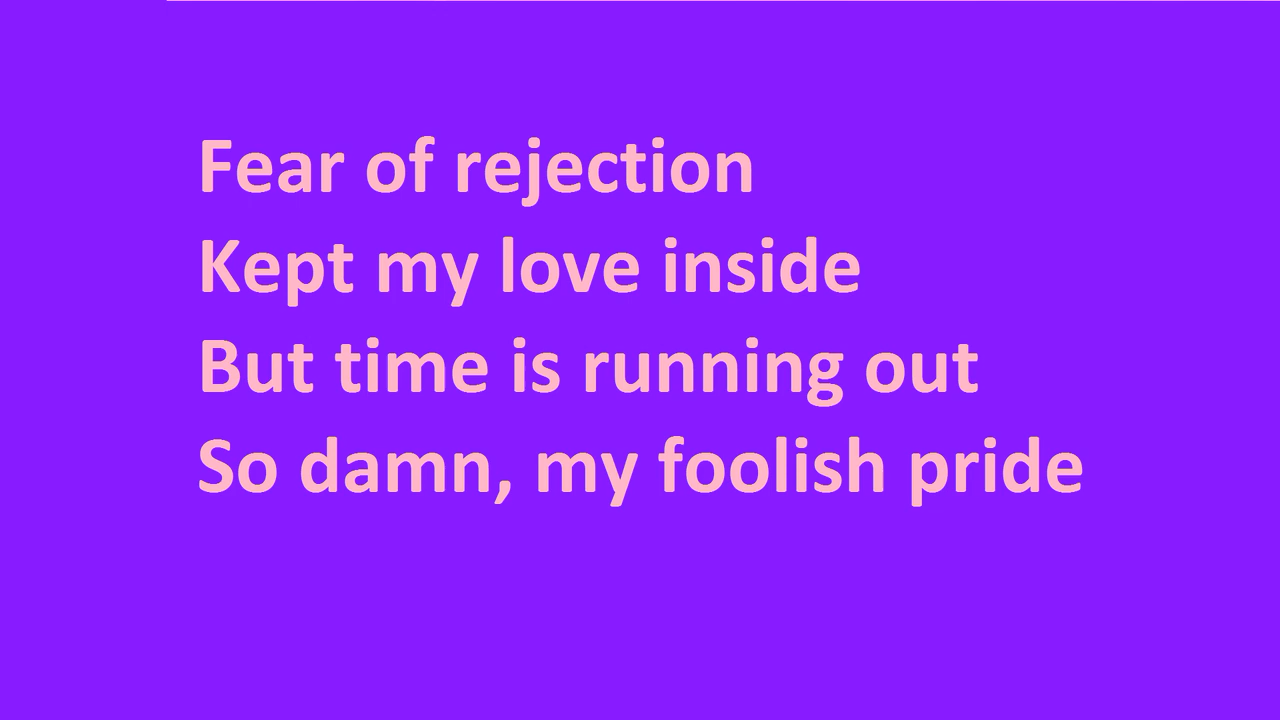 Fear of rejection
Kept my love inside
But time is running out
So damn, my foolish pride